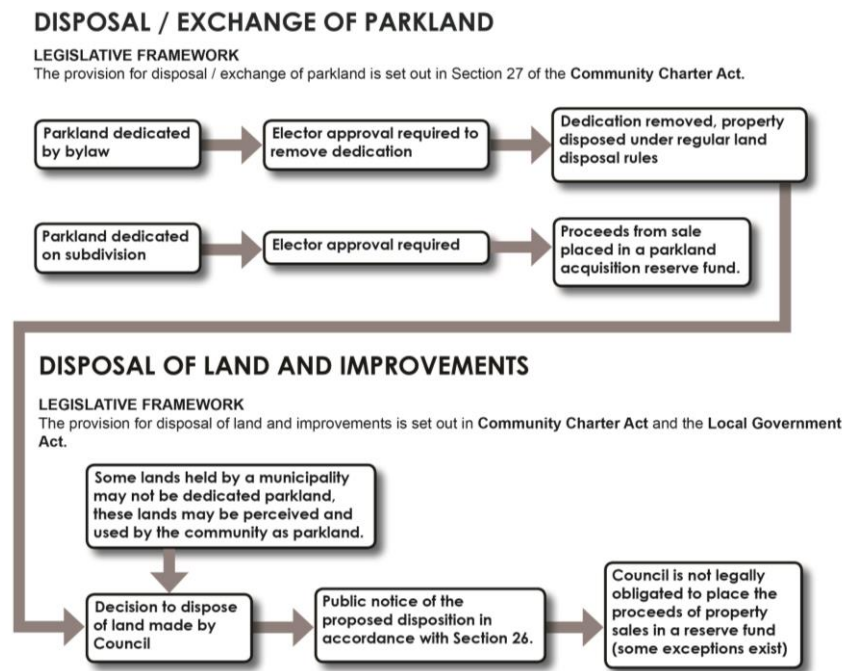 DISPOSAL / EXCHANGE OF PARKLAND
LEGISLATIVE FRAMEWORK
The provision for disposal / exchange of parkland is set out in Section 27 of the Community Charter Act.
Parkland dedicated
by bylaw
Elector approval required to
remove dedication
Dedication removed, property
disposed under regular land
disposal rules
Parkland dedicated
on subdivision
Elector approval required
Proceeds from sale
placed in a parkland
acquisition reserve fund.
DISPOSAL OF LAND AND IMPROVEMENTS
LEGISLATIVE FRAMEWORK
The provision for disposal of land and improvements is set out in Community Charter Act and the Local Government
Act.
Some lands held by a municipality
may not be dedicated parkland,
these lands may be perceived and
used by the community as parkland.
Decision to dispose
of land made by
Council
Public notice of the
proposed disposition in
accordance with Section 26.
Council is not legally
obligated to place the
proceeds of property
sales in a reserve fund
(some exceptions exist)